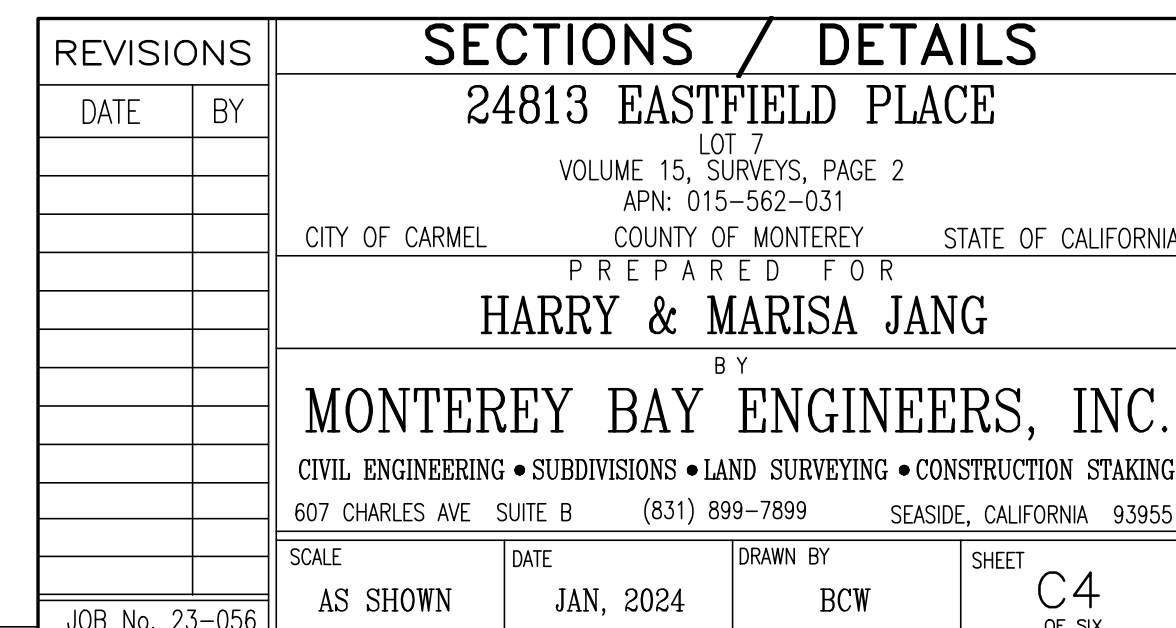 REVISIONS
DATE BY
JOB No. 23-056
SECTIONS / DETAILS
24813 EASTFIELD PLACE
LOT 7
VOLUME 15, SURVEYS, PAGE 2
APN: 015-562-031
CITY OF CARMEL COUNTY OF MONTEREY STATE OF CALIFORNIA
PREPARED FOR
HARRY & MARISA JANG
BY
MONTEREY BAY ENGINEERS, INC.
CIVIL ENGINEERING • SUBDIVISIONS • LAND SURVEYING • CONSTRUCTION STAKING
607 CHARLES AVE SUITE B (831) 899-7899 SEASIDE, CALIFORNIA 93955
SCALE DATE DRAWN BY SHEET
AS SHOWN JAN, 2024 BCW C4
OF SIX